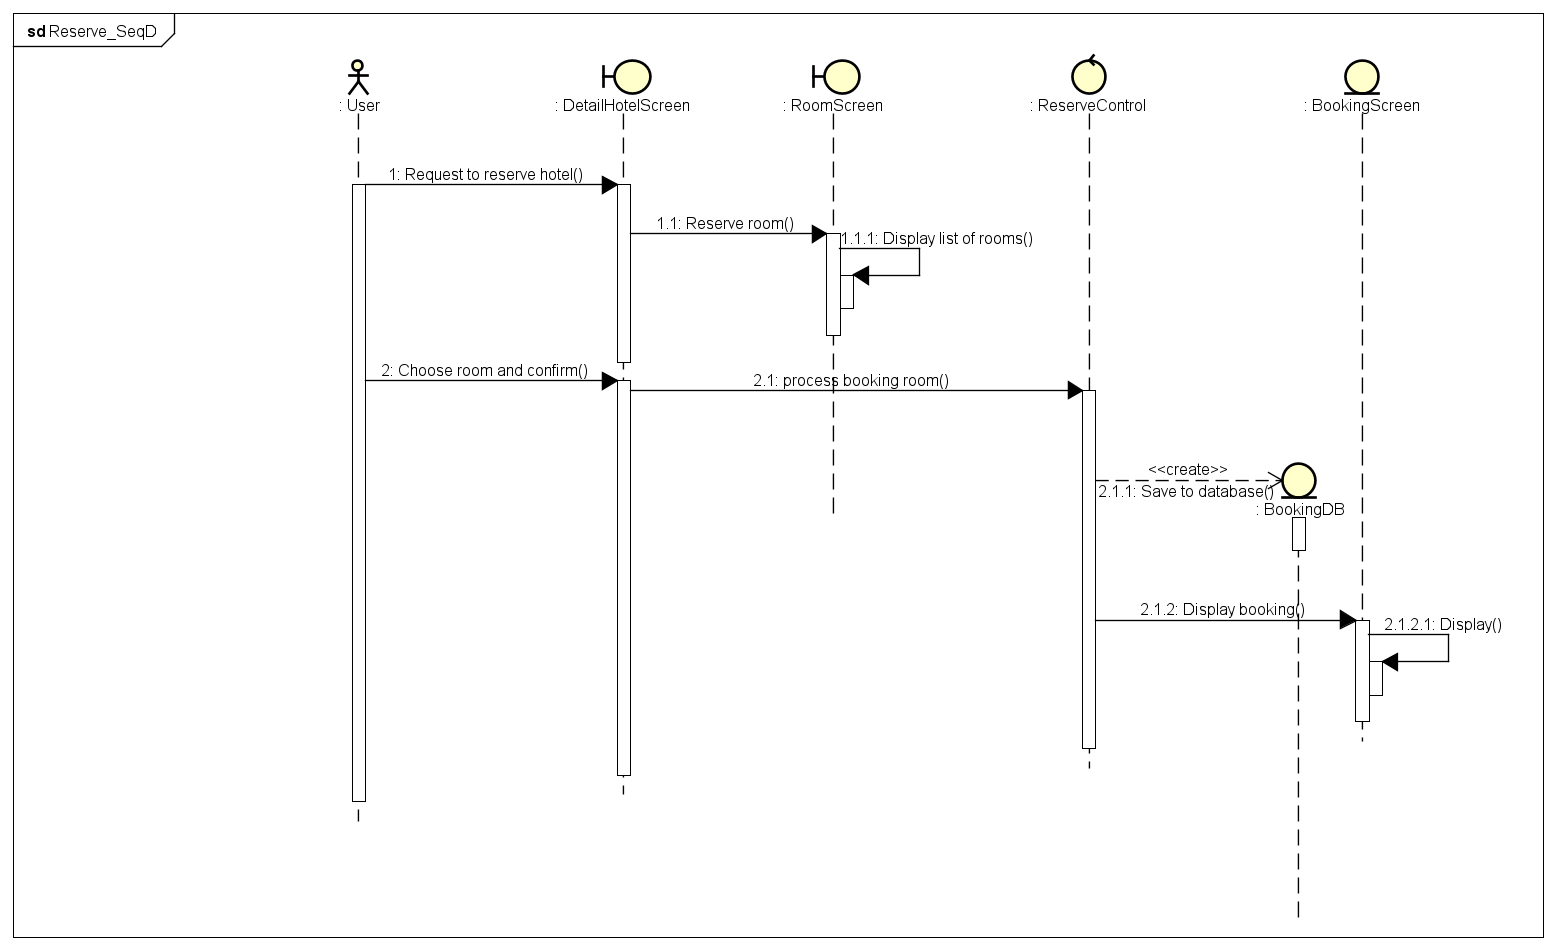 sd Reserve_SeqD
: User
: DetailHotelScreen
: RoomScreen
: ReserveControl
: BookingScreen
1: Request to reserve hotel()
1.1: Reserve room()
1.1.1: Display list of rooms()
2: Choose room and confirm()
2.1: process booking room()
<<create>>
2.1.1: Save to database()
: BookingDB
2.1.2: Display booking()
2.1.2.1: Display()